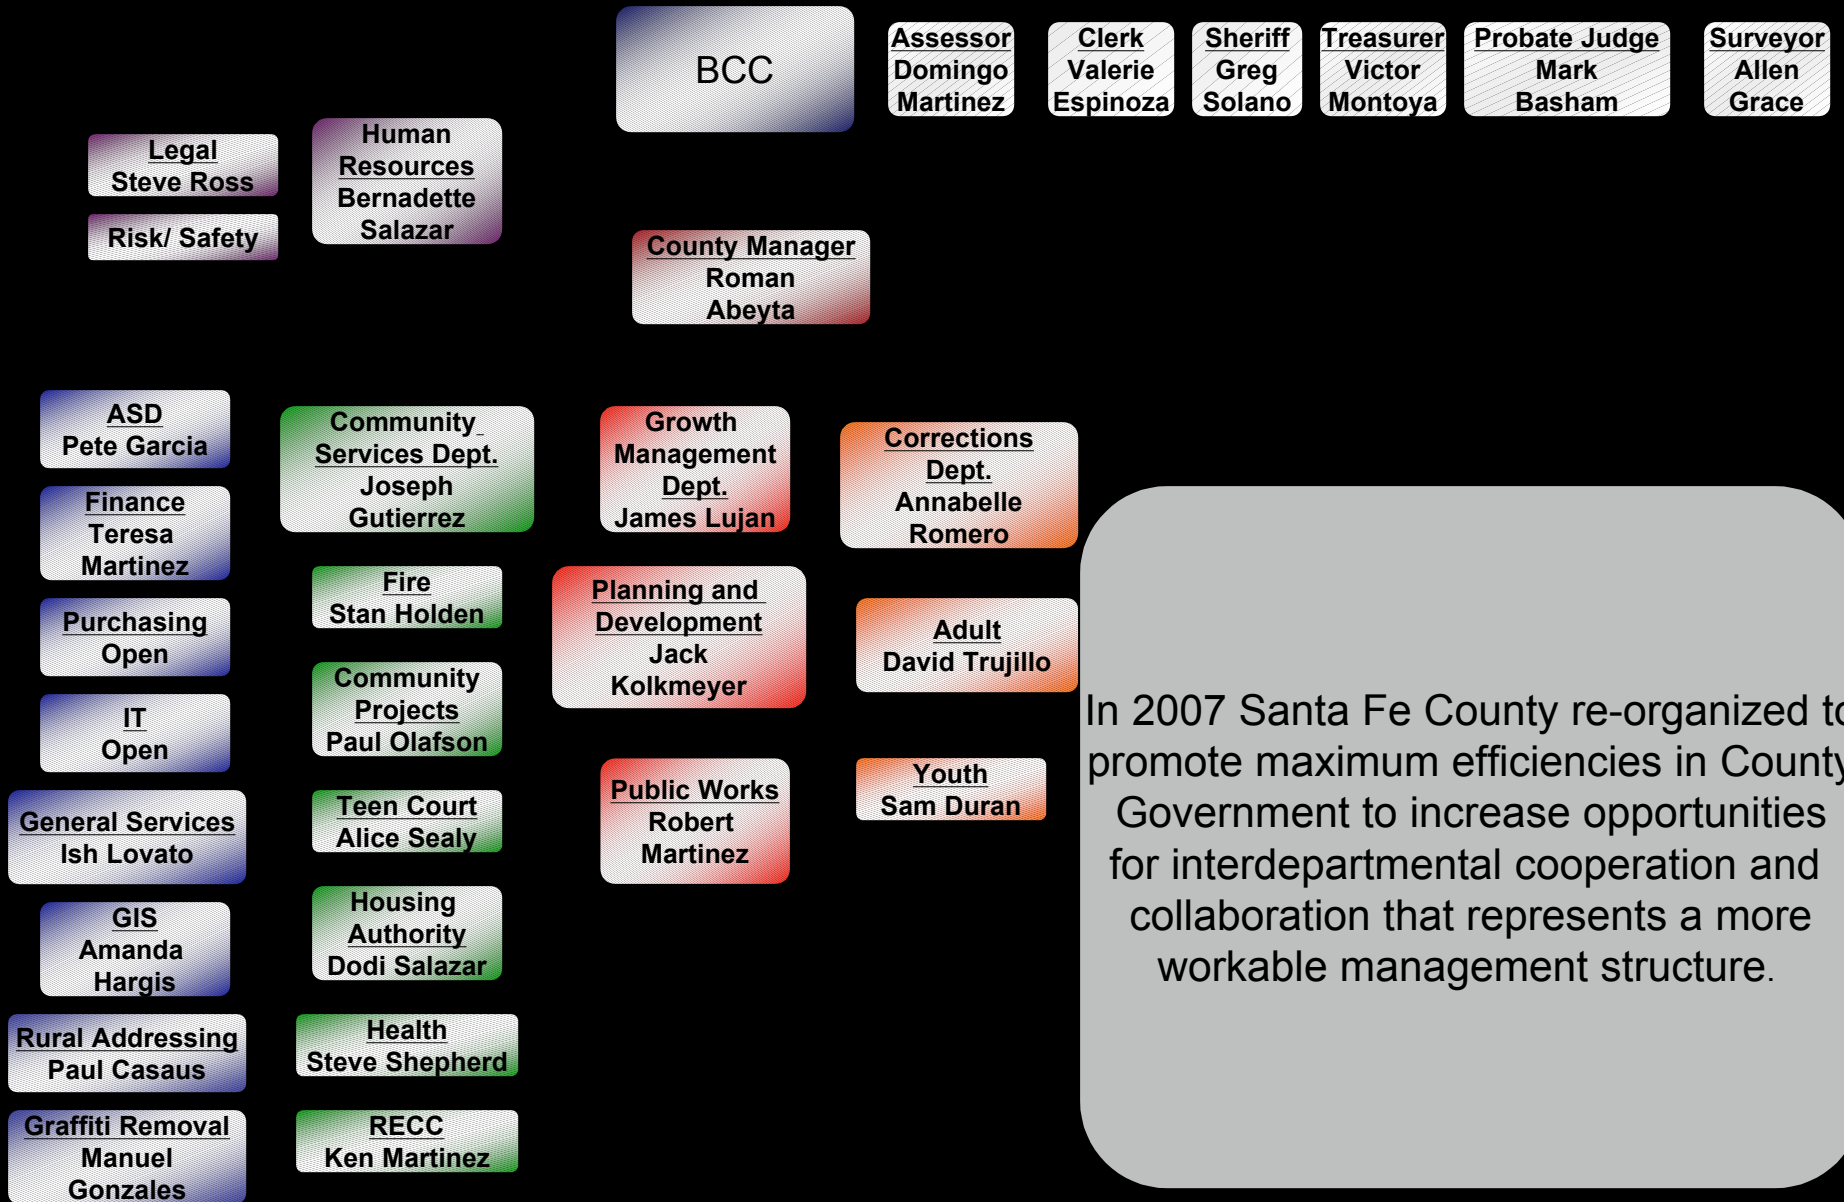 BCC
Assessor
Domingo
Martinez
Clerk
Valerie
Espinoza
Sheriff
Greg
Solano
Treasurer
Victor
Montoya
Probate Judge
Mark
Basham
Surveyor
Allen
Grace
Legal
Steve Ross
Risk/ Safety
Human
Resources
Bernadette
Salazar
County Manager
Roman
Abeyta
ASD
Pete Garcia
Finance
Teresa
Martinez
Purchasing
Open
IT
Open
General Services
Ish Lovato
GIS
Amanda
Hargis
Rural Addressing
Paul Casaus
Graffiti Removal
Manuel
Gonzales
Community
Services Dept.
Joseph
Gutierrez
Fire
Stan Holden
Community
Projects
Paul Olafson
Teen Court
Alice Sealy
Housing
Authority
Dodi Salazar
Health
Steve Shepherd
RECC
Ken Martinez
Growth
Management
Dept.
James Lujan
Planning and
Development
Jack
Kolkmeyer
Public Works
Robert
Martinez
Corrections
Dept.
Annabelle
Romero
Adult
David Trujillo
Youth
Sam Duran
In 2007 Santa Fe County re-organized to
promote maximum efficiencies in County
Government to increase opportunities
for interdepartmental cooperation and
collaboration that represents a more
workable management structure.